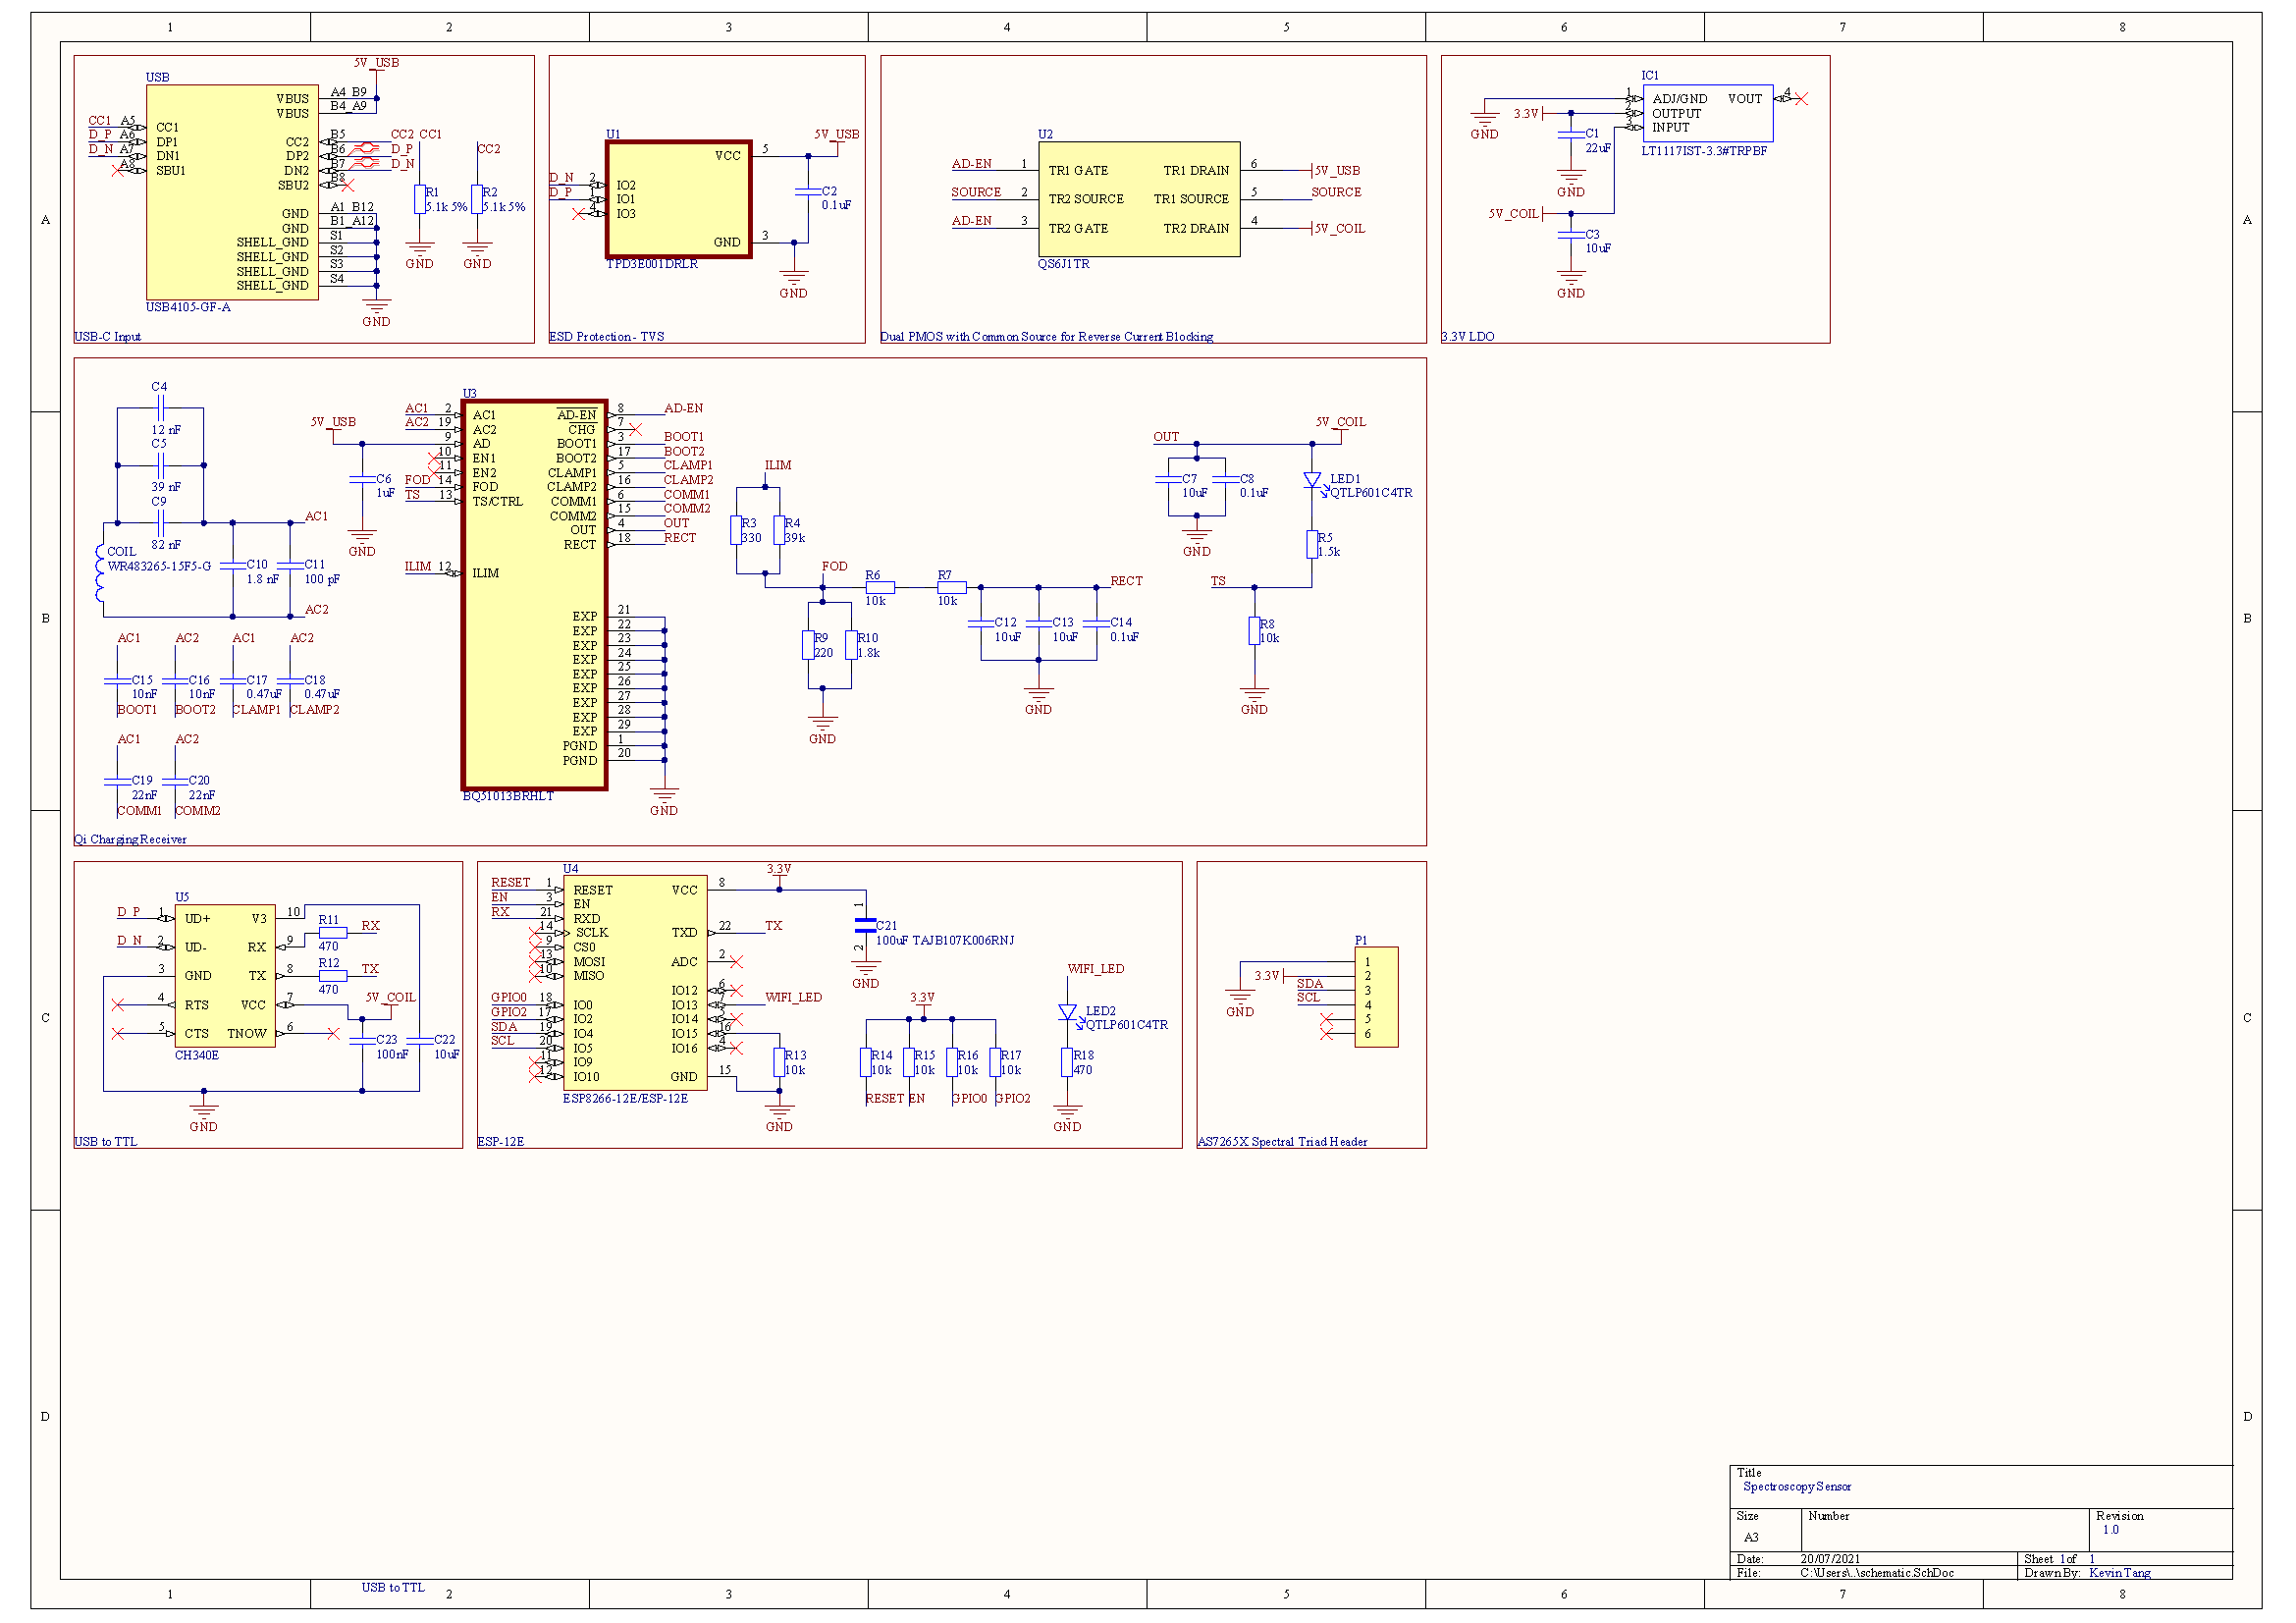 1 2 3 4 5 6 7 8
A
B
C
D
USB
5V_USB
VBUS A4_B9
VBUS B4_A9
CC1 A5 CC1
D_P A6 DP1
D_N A7 DN1
A8 SBU1
CC2 B5 CC2
DP2 B6 D_P
DN2 B7 D_N
SBU2 B8
GND A1_B12
GND B1_A12
SHELL_GND S1
SHELL_GND S2
SHELL_GND S3
SHELL_GND S4
USB4105-GF-A
GND
CC1
R1
5.1k 5%
GND
CC2
R2
5.1k 5%
GND
USB-C Input
U1
D_N 2 IO2
D_P 1 IO1
4 IO3
VCC 5
GND 3
TPD3E001DRLR
5V_USB
C2
0.1uF
GND
ESD Protection - TVS
U2
AD-EN 1 TR1 GATE
SOURCE 2 TR2 SOURCE
AD-EN 3 TR2 GATE
TR1 DRAIN 6 5V_USB
TR1 SOURCE 5 SOURCE
TR2 DRAIN 4 5V_COIL
QS6J1TR
Dual PMOS with Common Source for Reverse Current Blocking
IC1
1 ADJ/GND VOUT 4
2 OUTPUT
3 INPUT
LT1117IST-3.3#TRPBF
GND
3.3V
C1
22uF
GND
5V_COIL
C3
10uF
GND
3.3V LDO
C4
12 nF
C5
39 nF
C9
82 nF
AC1
COIL
WR483265-15F5-G
C10
1.8 nF
C11
100 pF
AC2
AC1 AC2 AC1 AC2
C15 C16 C17 C18
10nF 10nF 0.47uF 0.47uF
BOOT1 BOOT2 CLAMP1 CLAMP2
AC1 AC2
C19 C20
22nF 22nF
COMM1 COMM2
5V_USB
C6
1uF
GND
U3
AC1 2 AC1
AC2 19 AC2
9 AD
10 EN1
11 EN2
FOD 14 FOD
TS 13 TS/CTRL
ILIM 12 ILIM
AD-EN 8 AD-EN
CHG 7
BOOT1 3 BOOT1
BOOT2 17 BOOT2
CLAMP1 5 CLAMP1
CLAMP2 16 CLAMP2
COMM1 6 COMM1
COMM2 15 COMM2
OUT 4 OUT
RECT 18 RECT
EXP 21
EXP 22
EXP 23
EXP 24
EXP 25
EXP 26
EXP 27
EXP 28
EXP 29
PGND 1
PGND 20
BQ51013BRHLT
GND
ILIM
R3
330
R4
39k
FOD
R6
10k
R7
10k
RECT
R9
220
R10
1.8k
GND
C12
10uF
C13
10uF
C14
0.1uF
GND
OUT
5V_COIL
C7
10uF
C8
0.1uF
GND
LED1
QTLP601C4TR
R5
1.5k
TS
R8
10k
GND
Qi Charging Receiver
U5
D_P 1 UD+
D_N 2 UD-
3 GND
4 RTS
5 CTS
V3 10
RX 9
TX 8
VCC 7
TNOW 6
CH340E
R11
470
RX
R12
470
TX
5V_COIL
C23
100nF
C22
10uF
GND
USB to TTL
U4
RESET 1 RESET
EN 3 EN
RX 21 RXD
14 SCLK
9 CS0
13 MOSI
10 MISO
GPIO0 18 IO0
GPIO2 17 IO2
SDA 19 IO4
SCL 20 IO5
11 IO9
12 IO10
VCC 8
TXD 22 TX
ADC 2
IO12 6
IO13 7 WIFI_LED
IO14 5
IO15 16
IO16 4
GND 15
ESP8266-12E/ESP-12E
3.3V
1
C21
100uF TAJB107K006RNJ
2
GND
R13
10k
GND
3.3V
R14 R15 R16 R17
10k 10k 10k 10k
RESET EN GPIO0 GPIO2
WIFI_LED
LED2
QTLP601C4TR
R18
470
GND
ESP-12E
P1
1
3.3V 2
SDA 3
SCL 4
5
6
GND
AS7265X Spectral Triad Header
Title
Spectroscopy Sensor
Size
A3
Number
Revision
1.0
Date: 20/07/2021
Sheet 1 of 1
File: C:\Users\..\schematic.SchDoc
Drawn By: Kevin Tang
A
B
C
D
USB to TTL
1 2 3 4 5 6 7 8